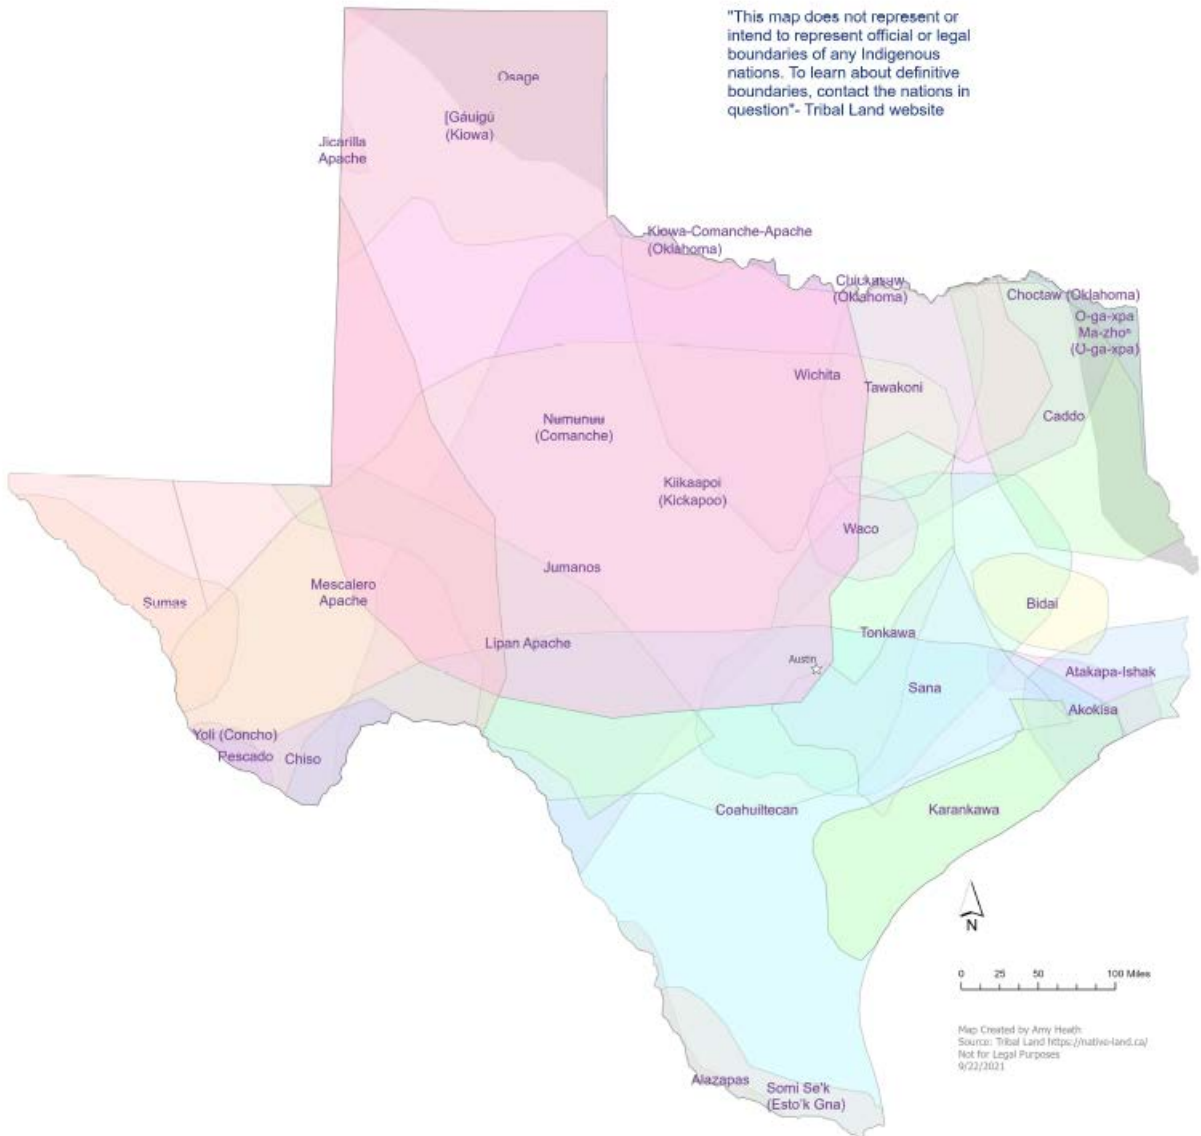 "This map does not represent or
intend to represent official or legal
boundaries of any Indigenous
nations. To learn about definitive
boundaries, contact the nations in
question"- Tribal Land website
Osage
[Gáuigú
(Kiowa)
Jicarilla
Apache
Kiowa-Comanche-Apache
(Oklahoma)
Chickasaw
(Oklahoma)
Choctaw (Oklahoma)
O-ga-xpa
Ma-zhoⁿ
(O-ga-xpa)
Wichita
Tawakoni
Caddo
Nʉmʉnʉʉ
(Comanche)
Kiikaapoi
(Kickapoo)
Waco
Jumanos
Mescalero
Apache
Sumas
Bidai
Tonkawa
Lipan Apache
Austin
Atakapa-Ishak
Sana
Akokisa
Yoli (Concho)
Pescado
Chiso
Coahuiltecan
Karankawa
N
0 25 50 100 Miles
Map Created by Amy Heath
Source: Tribal Land https://native-land.ca/
Not for Legal Purposes
9/22/2021
Alazapas
Somi Se'k
(Esto'k Gna)